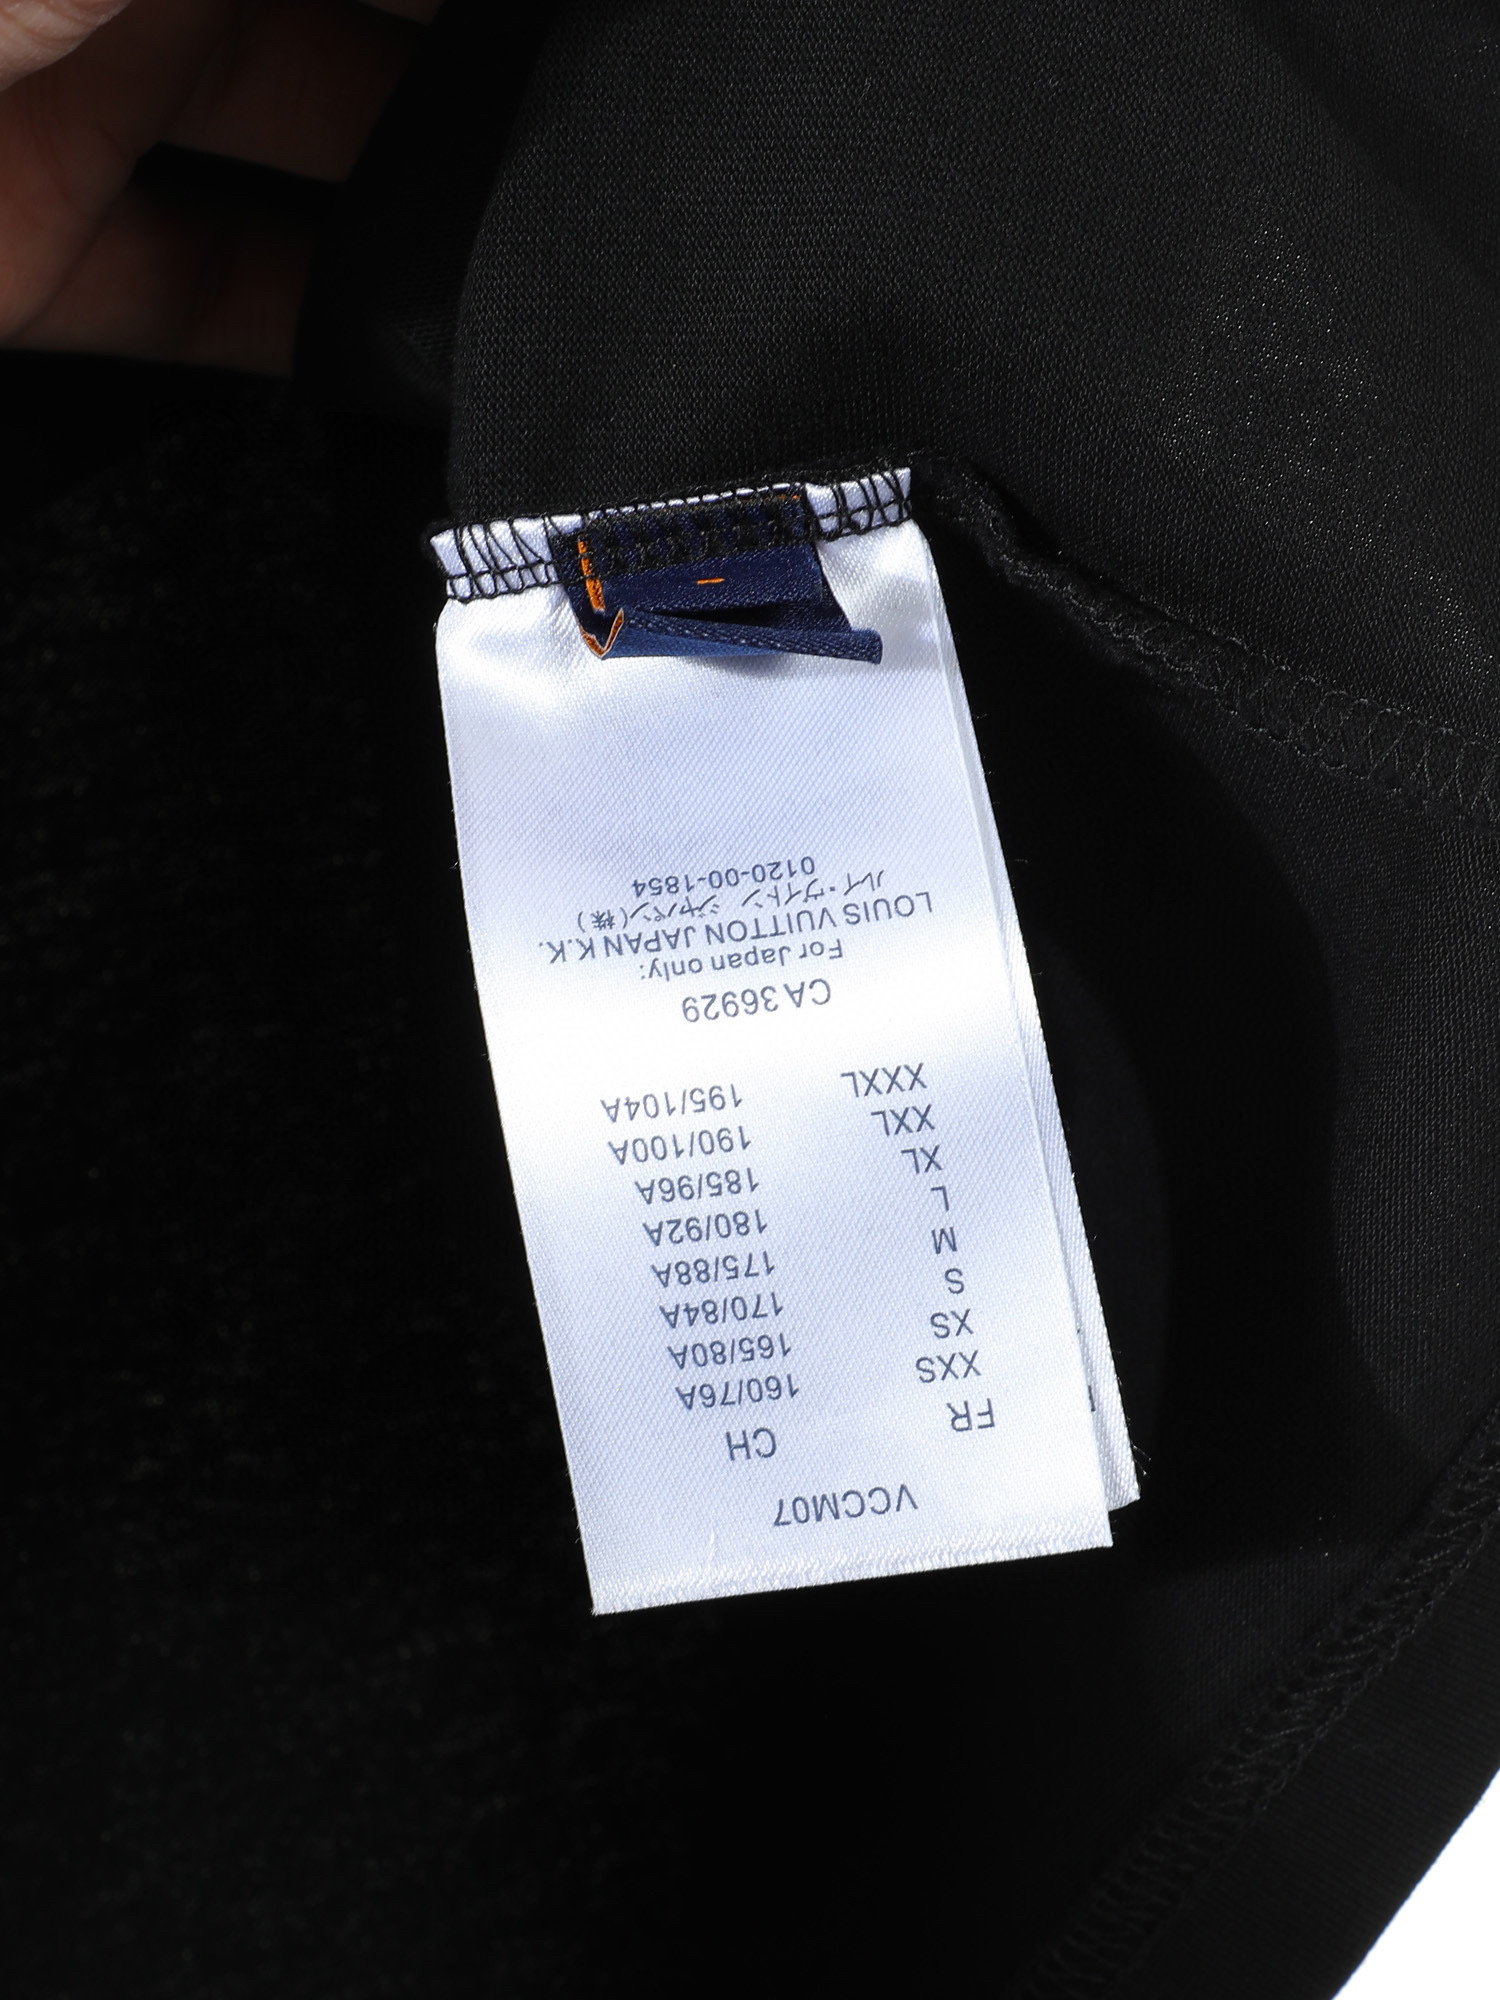 VCCM07
FR CH
XXS 160/76A
XS 165/80A
S 170/84A
M 175/88A
L 180/92A
XL 185/96A
XXL 190/100A
XXXL 195/104A
CA 36929
For Japan only:
LOUIS VUITTON JAPAN K.K.
ルイ・ヴィトン ジャパン(株)
0120-00-1854